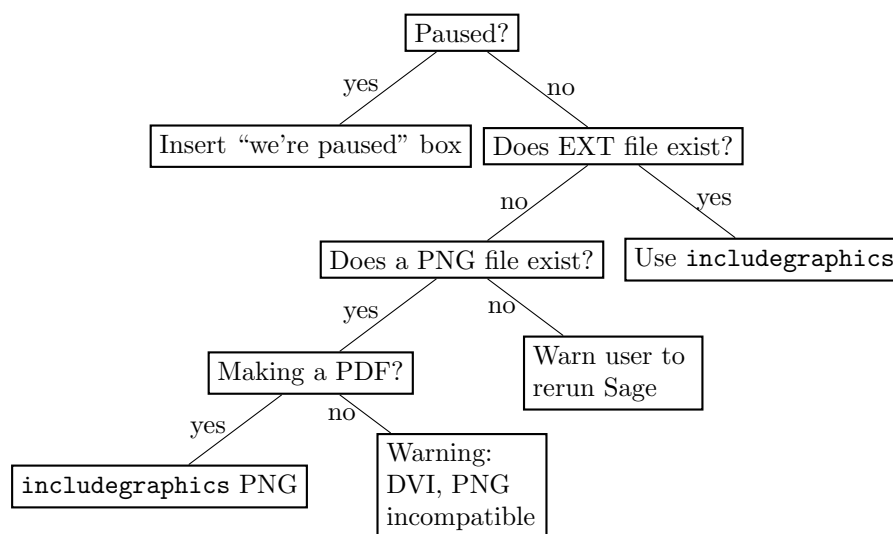 Paused?
yes
no
Insert “we're paused” box
Does EXT file exist?
no
yes
Does a PNG file exist?
Use includegraphics
yes
no
Making a PDF?
Warn user to
rerun Sage
yes
no
includegraphics PNG
Warning:
DVI, PNG
incompatible